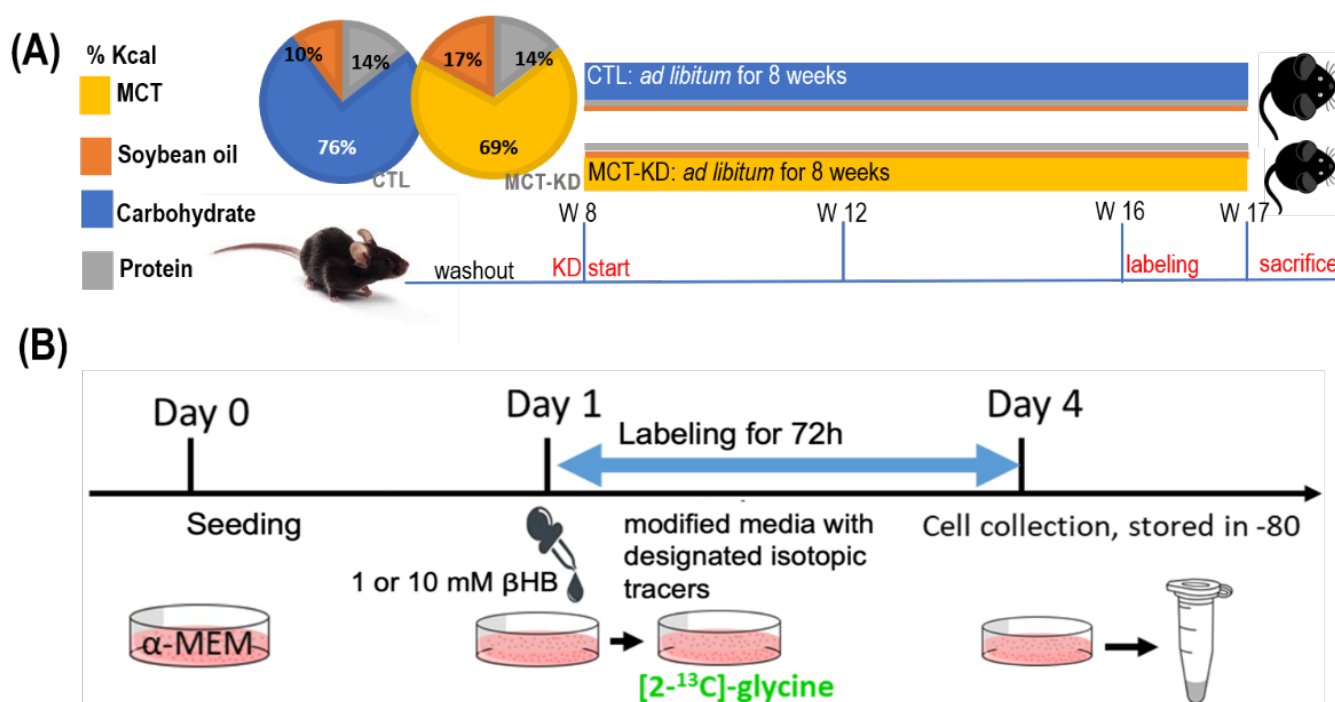 (A)
% Kcal
MCT
Soybean oil
Carbohydrate
Protein
10%
14%
76%
CTL
17%
14%
69%
MCT-KD
CTL: ad libitum for 8 weeks
MCT-KD: ad libitum for 8 weeks
W 8
W 12
W 16
W 17
washout
KD start
labeling
sacrifice
(B)
Day 0
Day 1
Day 4
Labeling for 72h
Seeding
1 or 10 mM βHB
modified media with
designated isotopic
tracers
Cell collection, stored in -80
α-MEM
[2-¹³C]-glycine